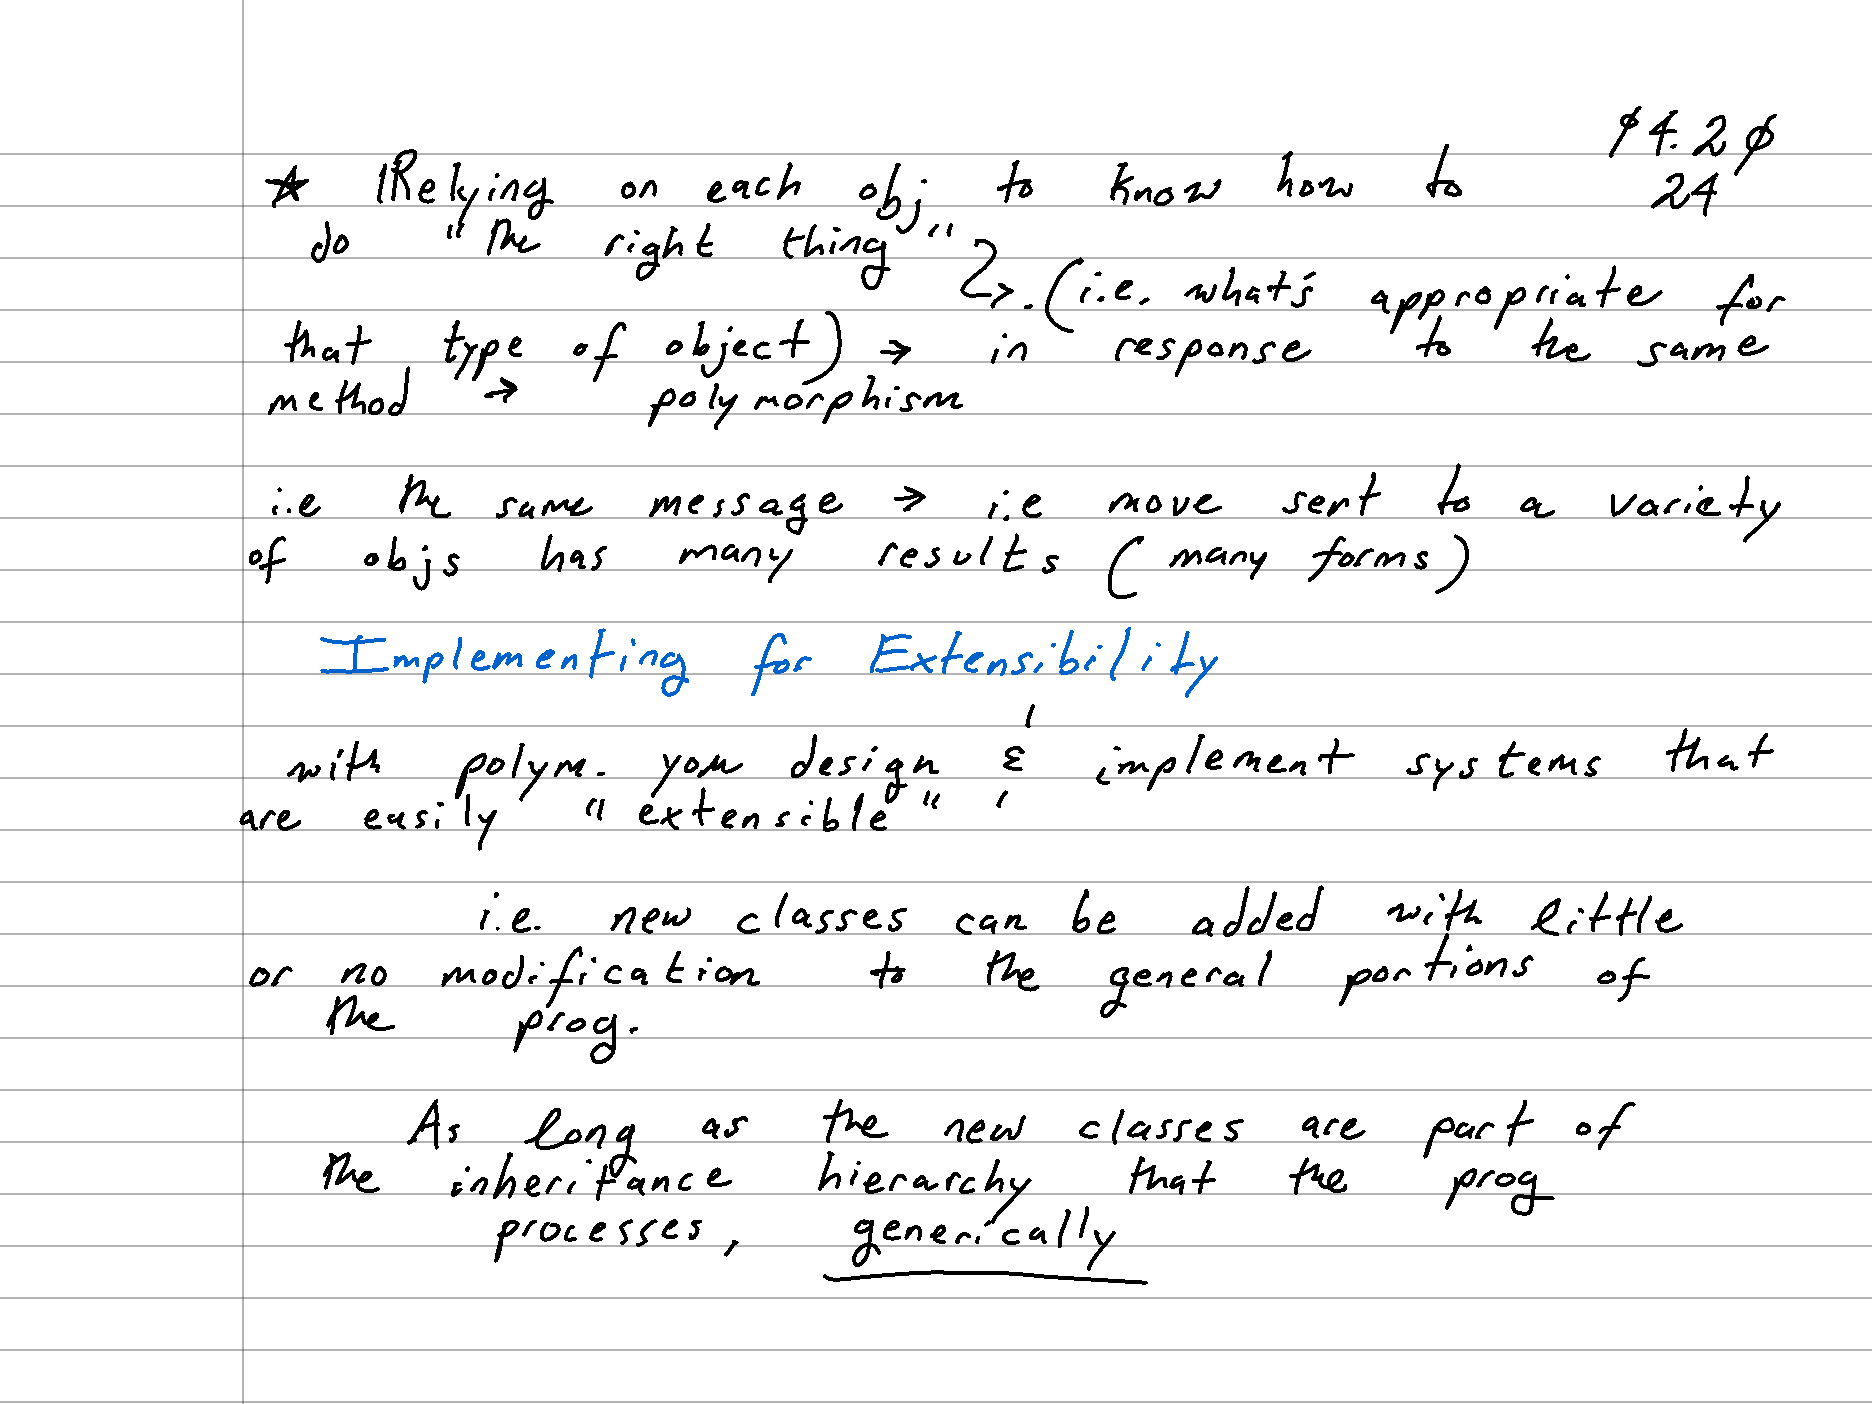 ø4.2ø
24
☆ Relying on each obj to know how to
do "the right thing"
↳. (i.e. what's appropriate for
that type of object) → in response to the same
method → polymorphism
i.e the same message → i.e move sent to a variety
of objs has many results (many forms)
Implementing for Extensibility
with polym. you design & implement systems that
are easily "extensible"
i.e. new classes can be added with little
or no modification to the general portions of
the prog.
As long as the new classes are part of
the inheritance hierarchy that the prog
processes, generically